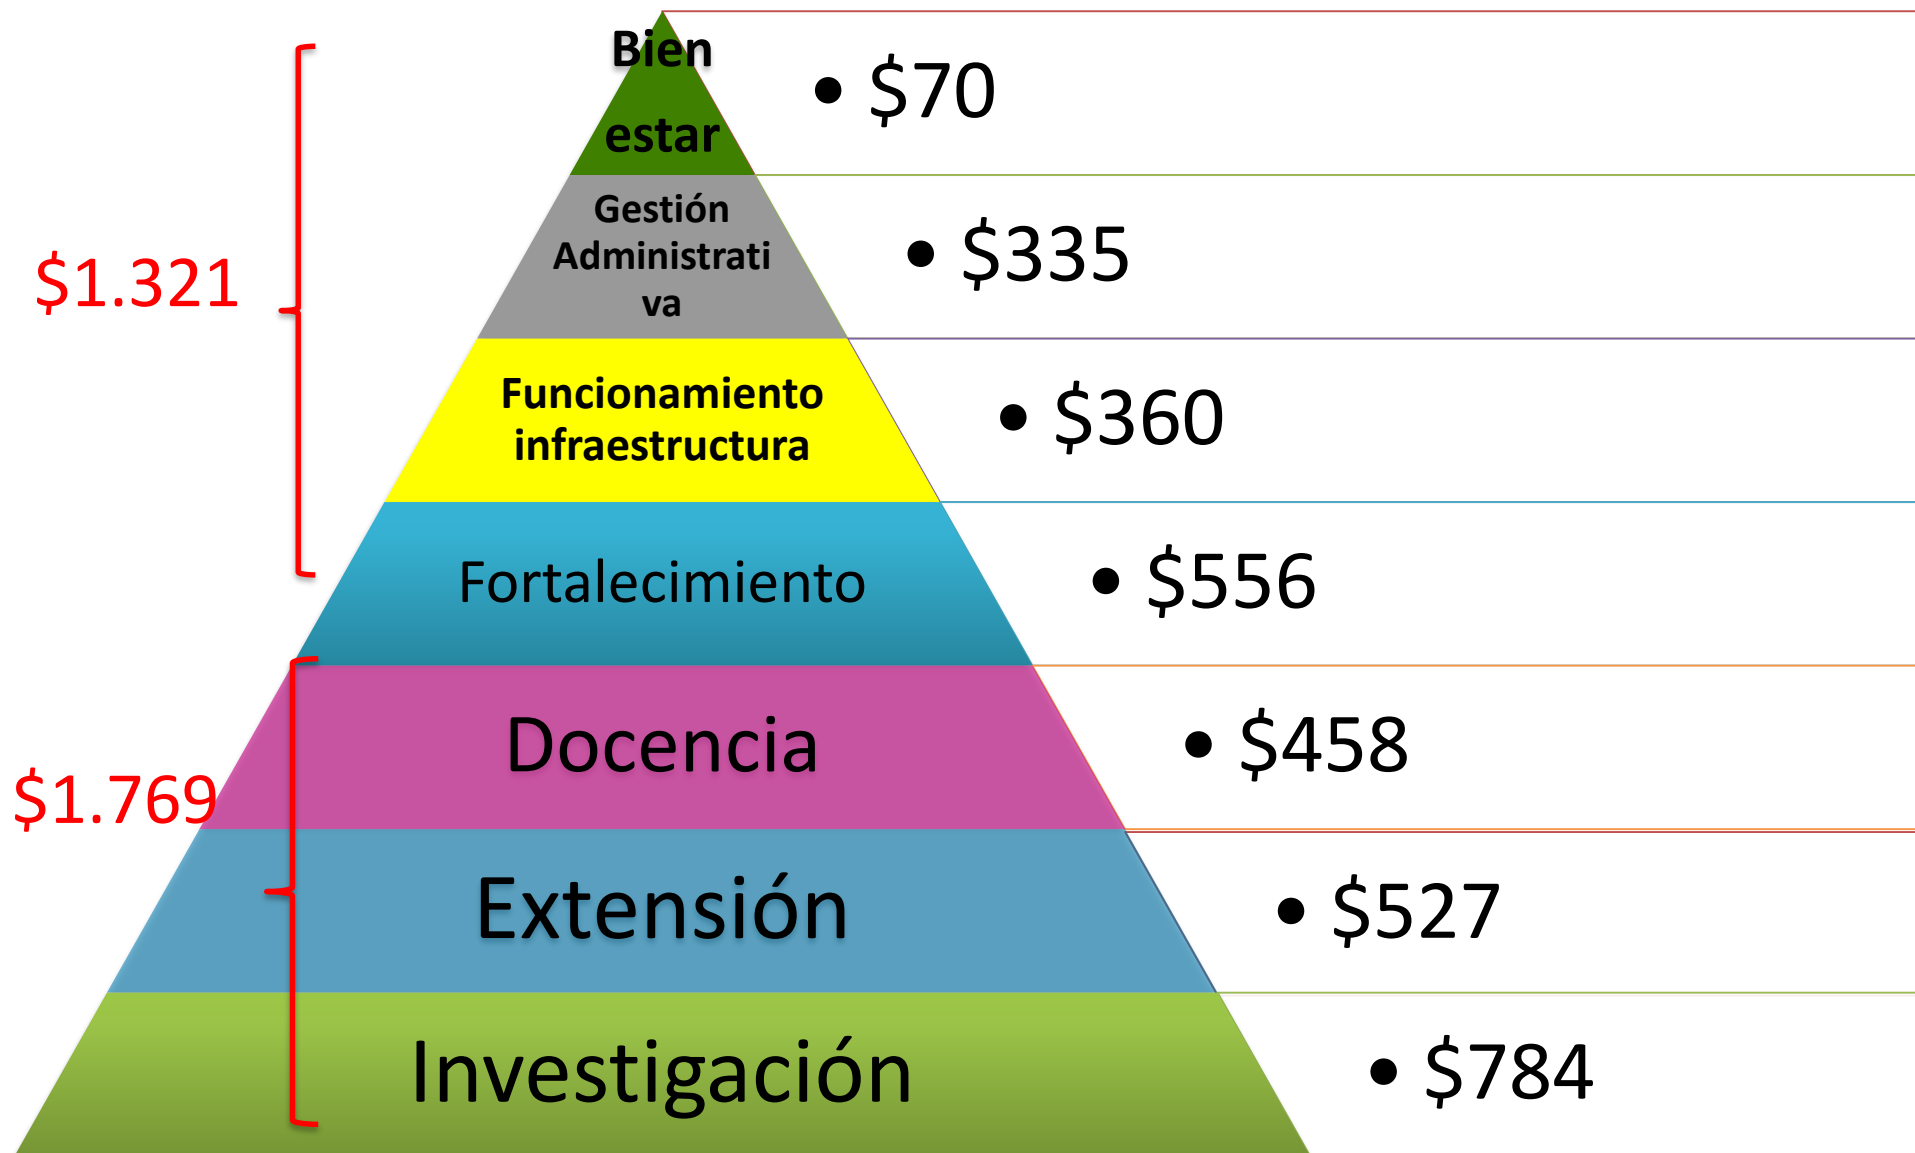 Bien
estar
• $70
Gestión
Administrati
va
• $335
$1.321
Funcionamiento
infraestructura
• $360
Fortalecimiento
• $556
Docencia
• $458
$1.769
Extensión
• $527
Investigación
• $784